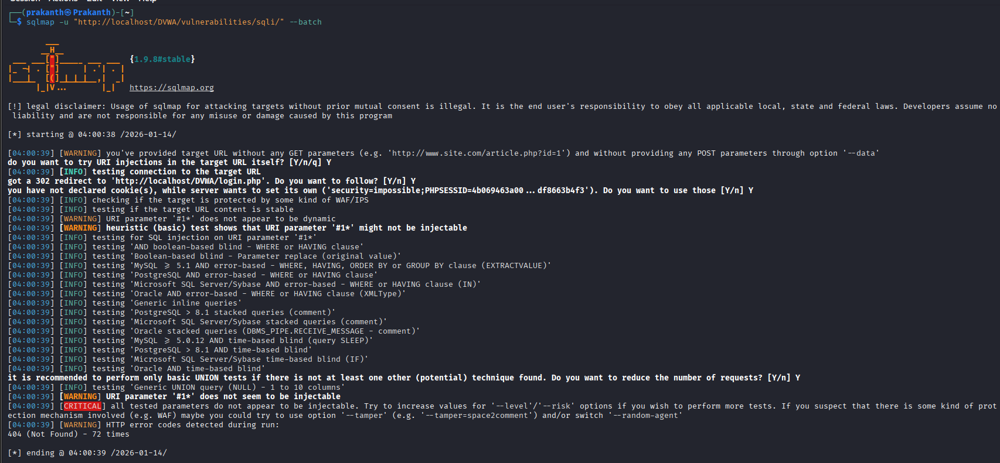 Session Actions Edit View Help
┌──(prakanth㉿Prakanth)-[~]
└─$ sqlmap -u "http://localhost/DVWA/vulnerabilities/sqli/" --batch
        ___
       __H__
 ___ ___["]_____ ___ ___  {1.9.8#stable}
|_ -| . ["]     | .'| . |
|___|_  [(]_|_|_|__,|  _|
      |_|V...       |_|   https://sqlmap.org
[!] legal disclaimer: Usage of sqlmap for attacking targets without prior mutual consent is illegal. It is the end user's responsibility to obey all applicable local, state and federal laws. Developers assume no
 liability and are not responsible for any misuse or damage caused by this program
[*] starting @ 04:00:38 /2026-01-14/
[04:00:39] [WARNING] you've provided target URL without any GET parameters (e.g. 'http://www.site.com/article.php?id=1') and without providing any POST parameters through option '--data'
do you want to try URI injections in the target URL itself? [Y/n/q] Y
[04:00:39] [INFO] testing connection to the target URL
got a 302 redirect to 'http://localhost/DVWA/login.php'. Do you want to follow? [Y/n] Y
you have not declared cookie(s), while server wants to set its own ('security=impossible;PHPSESSID=4b069463a00...df8663b4f3'). Do you want to use those [Y/n] Y
[04:00:39] [INFO] checking if the target is protected by some kind of WAF/IPS
[04:00:39] [INFO] testing if the target URL content is stable
[04:00:39] [WARNING] URI parameter '#1*' does not appear to be dynamic
[04:00:39] [WARNING] heuristic (basic) test shows that URI parameter '#1*' might not be injectable
[04:00:39] [INFO] testing for SQL injection on URI parameter '#1*'
[04:00:39] [INFO] testing 'AND boolean-based blind - WHERE or HAVING clause'
[04:00:39] [INFO] testing 'Boolean-based blind - Parameter replace (original value)'
[04:00:39] [INFO] testing 'MySQL >= 5.1 AND error-based - WHERE, HAVING, ORDER BY or GROUP BY clause (EXTRACTVALUE)'
[04:00:39] [INFO] testing 'PostgreSQL AND error-based - WHERE or HAVING clause'
[04:00:39] [INFO] testing 'Microsoft SQL Server/Sybase AND error-based - WHERE or HAVING clause (IN)'
[04:00:39] [INFO] testing 'Oracle AND error-based - WHERE or HAVING clause (XMLType)'
[04:00:39] [INFO] testing 'Generic inline queries'
[04:00:39] [INFO] testing 'PostgreSQL > 8.1 stacked queries (comment)'
[04:00:39] [INFO] testing 'Microsoft SQL Server/Sybase stacked queries (comment)'
[04:00:39] [INFO] testing 'Oracle stacked queries (DBMS_PIPE.RECEIVE_MESSAGE - comment)'
[04:00:39] [INFO] testing 'MySQL >= 5.0.12 AND time-based blind (query SLEEP)'
[04:00:39] [INFO] testing 'PostgreSQL > 8.1 AND time-based blind'
[04:00:39] [INFO] testing 'Microsoft SQL Server/Sybase time-based blind (IF)'
[04:00:39] [INFO] testing 'Oracle AND time-based blind'
it is recommended to perform only basic UNION tests if there is not at least one other (potential) technique found. Do you want to reduce the number of requests? [Y/n] Y
[04:00:39] [INFO] testing 'Generic UNION query (NULL) - 1 to 10 columns'
[04:00:39] [WARNING] URI parameter '#1*' does not seem to be injectable
[04:00:39] [CRITICAL] all tested parameters do not appear to be injectable. Try to increase values for '--level'/'--risk' options if you wish to perform more tests. If you suspect that there is some kind of prot
ection mechanism involved (e.g. WAF) maybe you could try to use option '--tamper' (e.g. '--tamper=space2comment') and/or switch '--random-agent'
[04:00:39] [WARNING] HTTP error codes detected during run:
404 (Not Found) - 72 times
[*] ending @ 04:00:39 /2026-01-14/